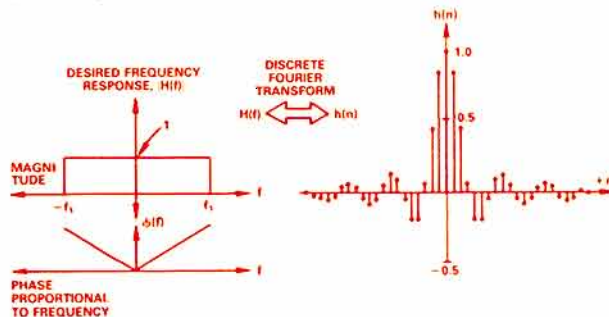 DESIRED FREQUENCY
RESPONSE, |H(f)
1
MAGNI
TUDE
-f₁
f₁
f
φ(f)
f
PHASE
PROPORTIONAL
TO FREQUENCY
DISCRETE
FOURIER
TRANSFORM
H(f)
h(n)
h(n)
1.0
0.5
-0.5